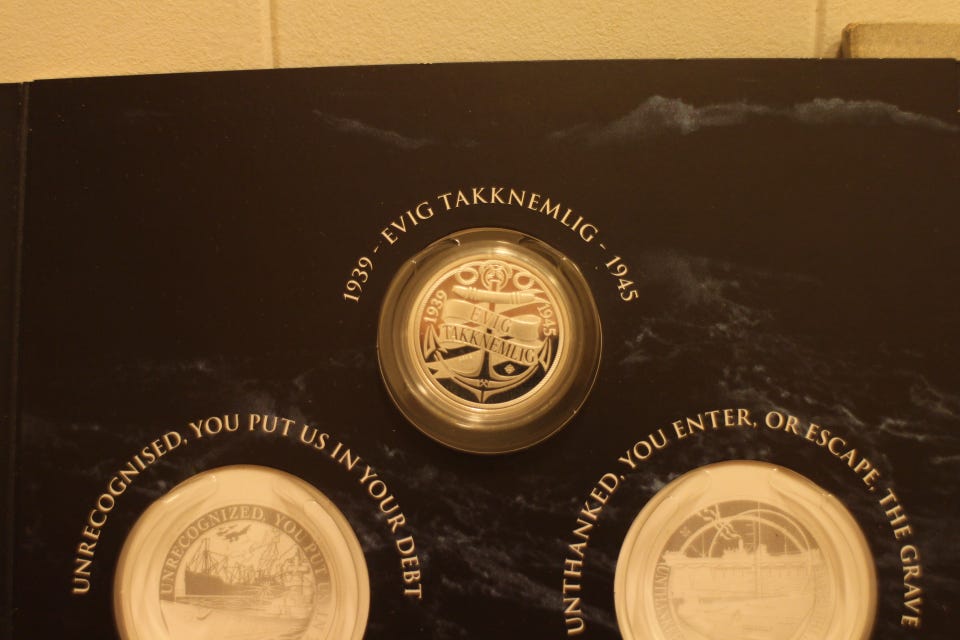 1939 - EVIG TAKKNEMLIG - 1945
1939
1945
EVIG
TAKKNEMLIG
UNRECOGNISED, YOU PUT US IN YOUR DEBT
UNRECOGNIZED, YOU PUT
UNTHANKED, YOU ENTER, OR ESCAPE, THE GRAVE